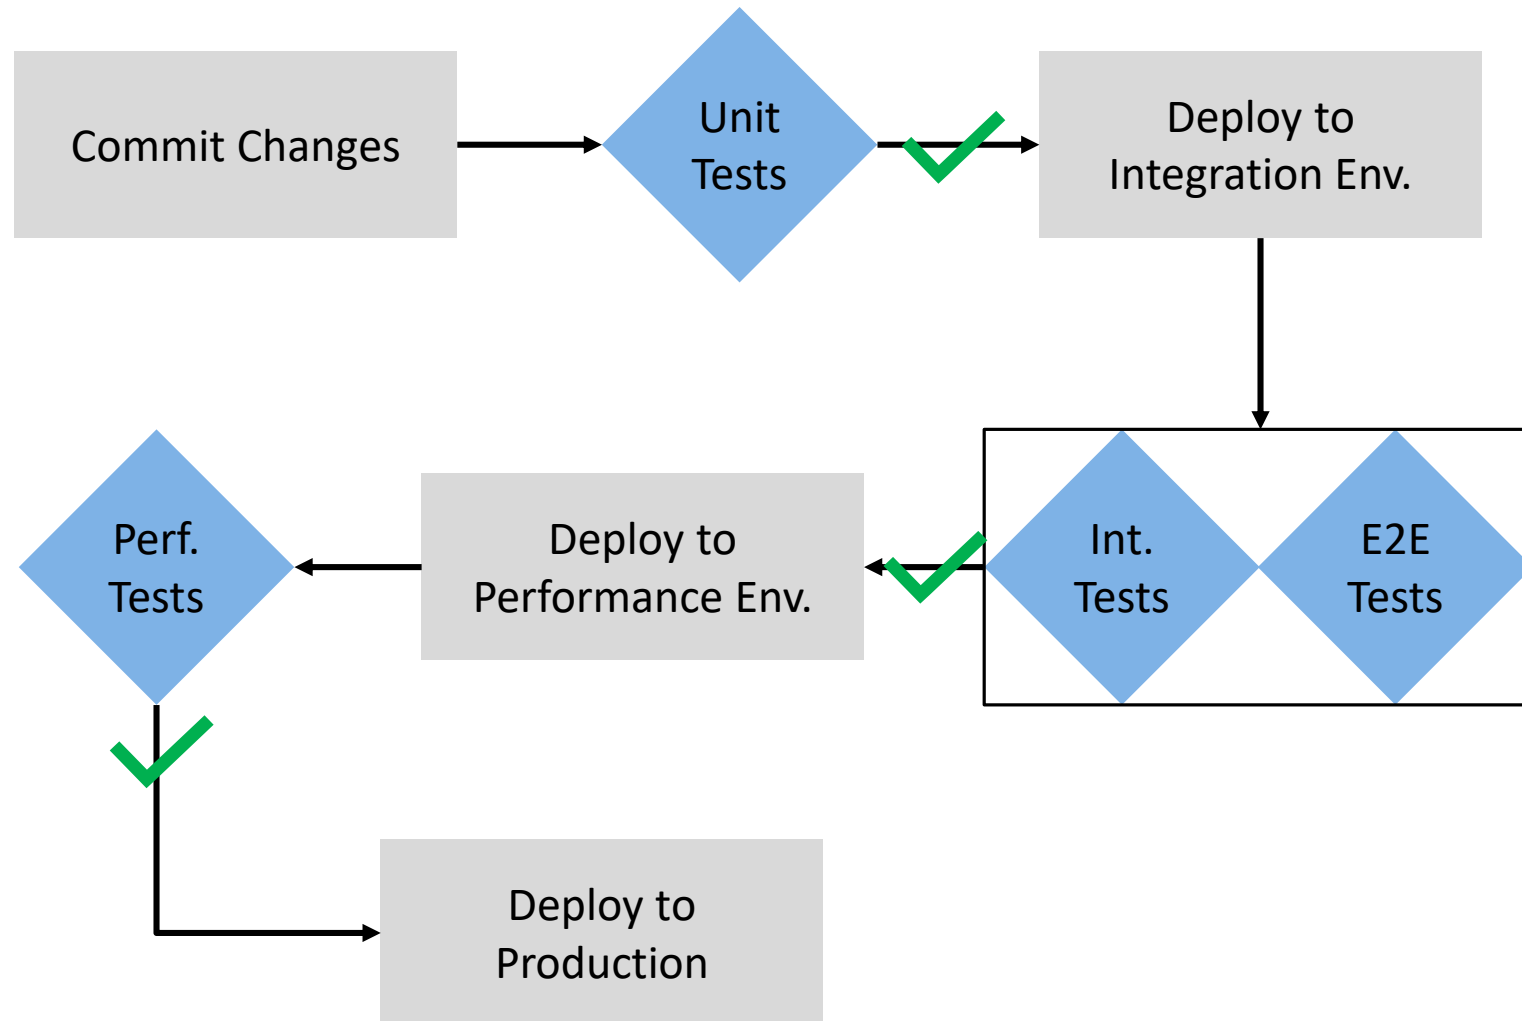 Commit Changes
Unit
Tests
Deploy to
Integration Env.
Int.
Tests
E2E
Tests
Deploy to
Performance Env.
Perf.
Tests
Deploy to
Production